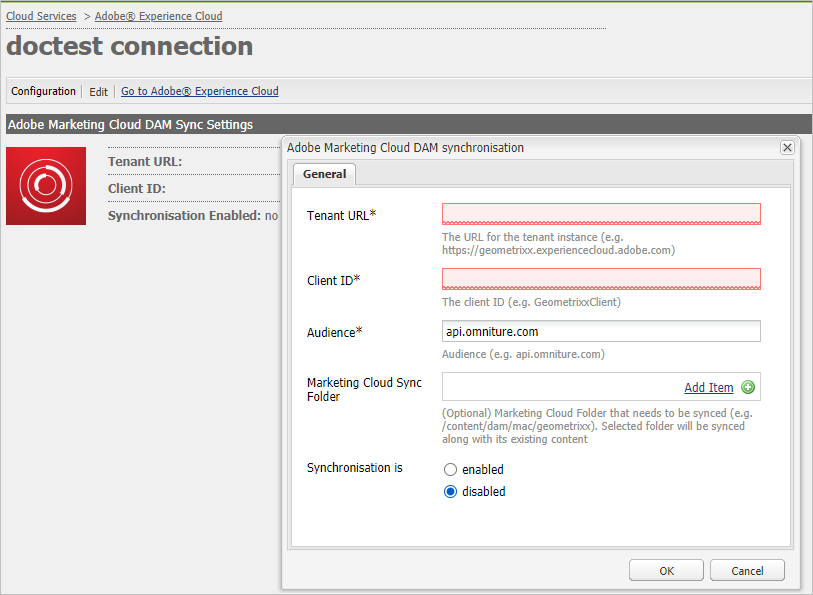 Cloud Services > Adobe® Experience Cloud
doctest connection
Configuration Edit Go to Adobe® Experience Cloud
Adobe Marketing Cloud DAM Sync Settings
Tenant URL:
Client ID:
Synchronisation Enabled: no
Adobe Marketing Cloud DAM synchronisation
General
Tenant URL*
The URL for the tenant instance (e.g.
https://geometrixx.experiencecloud.adobe.com)
Client ID*
The client ID (e.g. GeometrixxClient)
Audience* api.omniture.com
Audience (e.g. api.omniture.com)
Marketing Cloud Sync
Folder
Add Item
(Optional) Marketing Cloud Folder that needs to be synced (e.g.
/content/dam/mac/geometrixx). Selected folder will be synced
along with its existing content
Synchronisation is enabled
disabled
OK Cancel